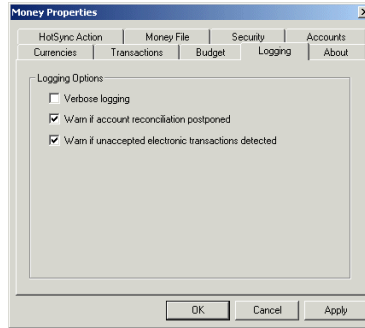 Money Properties
HotSync Action Money File Security Accounts
Currencies Transactions Budget Logging About
Logging Options
Verbose logging
Warn if account reconciliation postponed
Warn if unaccepted electronic transactions detected
OK Cancel Apply